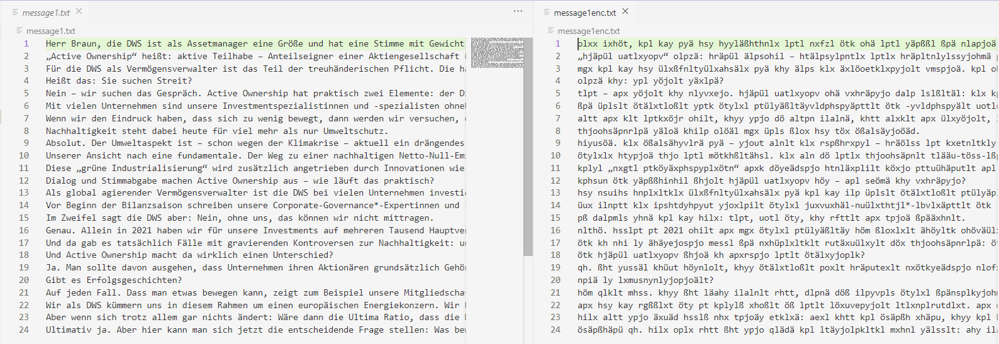 message1.txt
message1.txt
1 Herr Braun, die DWS ist als Assetmanager eine Größe und hat eine Stimme mit Gewicht
2 „Active Ownership“ heißt: aktive Teilhabe – Anteilseigner einer Aktiengesellschaft
3 Für die DWS als Vermögensverwalter ist das Teil der treuhänderischen Pflicht. Die
4 Heißt das: Sie suchen Streit?
5 Nein – wir suchen das Gespräch. Active Ownership hat praktisch zwei Elemente: der
6 Mit vielen Unternehmen sind unsere Investmentspezialistinnen und -spezialisten
7 Wenn wir den Eindruck haben, dass sich zu wenig bewegt, dann werden wir versuchen,
8 Nachhaltigkeit steht dabei heute für viel mehr als nur Umweltschutz.
9 Absolut. Der Umweltaspekt ist – schon wegen der Klimakrise – aktuell ein drängendes
10 Unserer Ansicht nach eine fundamentale. Der Weg zu einer nachhaltigen Netto-Null-
11 Diese „grüne Industrialisierung“ wird zusätzlich angetrieben durch Innovationen wie
12 Dialog und Stimmabgabe machen Active Ownership aus – wie läuft das praktisch?
13 Als global agierender Vermögensverwalter ist die DWS bei vielen Unternehmen
14 Vor Beginn der Bilanzsaison schreiben unsere Corporate-Governance*-Expertinnen und
15 Im Zweifel sagt die DWS aber: Nein, ohne uns, das können wir nicht mittragen.
16 Genau. Allein in 2021 haben wir für unsere Investments auf mehreren Tausend
17 Und da gab es tatsächlich Fälle mit gravierenden Kontroversen zur Nachhaltigkeit:
18 Und Active Ownership macht da wirklich einen Unterschied?
19 Ja. Man sollte davon ausgehen, dass Unternehmen ihren Aktionären grundsätzlich
20 Gibt es Erfolgsgeschichten?
21 Auf jeden Fall. Dass man etwas bewegen kann, zeigt zum Beispiel unsere
22 Wir als DWS kümmern uns in diesem Rahmen um einen europäischen Energiekonzern. Wir
23 Aber wenn sich trotz allem gar nichts ändert: Wäre dann die Ultima Ratio, dass die
24 Ultimativ ja. Aber hier kann man sich jetzt die entscheidende Frage stellen: Was
message1enc.txt
message1enc.txt
1 olxx ixhöt, kpl kay pyä hsy hyyläßhthnlx lptl nxfzl ötk ohä lptl yäpßßl ßpä nlapjoä
2 „hjäpül uatlxyopv“ olpzä: hräpül älpsohil – htälpsylpntlx lptlx hräpltnlylssyjohmä
3 mgx kpl kay hsy ülxßfnltyülxahsälx pyä khy älps klx äxlöoetklxpyjolt vmspjoä. kpl
4 olpzä khy: ypl yöjolt yäxlpä?
5 tlpt – apx yöjolt khy nlyvxejo. hjäpül uatlxyopv ohä vxhräpyjo dalp lslßltäl: klx
6 ßpä üplslt ötälxtloßlt yptk ötylxl ptülyäßltäyvldphspyäpttlt ötk -yvldphspyält
7 altt apx klt lptkxöjr ohilt, khyy ypjo dö altpn ilalnä, khtt alxklt apx ülxyöjolt,
8 thjoohsäpnrlpä yäloä khilp olöäl mgx üpls ßlox hsy töx ößalsäyjoöäd.
9 hiyusöä. klx ößalsähyvlrä pyä – yjout alnlt klx rspßhrxpyl – hräölss lpt
10 ötylxlx htypjoä thjo lptl mötkhßltähsl. klx aln dö lptlx thjoohsäpnlt
11 kplyl „nxgtl ptköyäxphspyplxötn“ apxk döyeädspjo htnläxplilt köxjo pttuühäputlt apl
12 kphsun ötk yäpßßhinhil ßhjolt hjäpül uatlxyopv höy – apl seömä khy vxhräpyjo?
13 hsy nsuihs hnplxltklx ülxßfnltyülxahsälx pyä kpl kay ilp üplslt ötälxtloßlt
14 üux ilnptt klx ipshtdyhpyut yjoxlpilt ötylxl juxvuxhäl-nuülxthtjl*-lbvlxäpttlt ötk
15 pß dalpmls yhnä kpl kay hilx: tlpt, uotl öty, khy rfttlt apx tpjoä ßpääxhnlt.
16 nlthö. hsslpt pt 2021 ohilt apx mgx ötylxl ptülyäßltäy höm ßloxlxlt ähöyltk
17 ötk kh nhi ly ähäyejospjo messl ßpä nxhüplxltklt rutäxuülxylt döx thjoohsäpnrlpä:
18 ötk hjäpül uatlxyopv ßhjoä kh apxrspjo lptlt ötälxyjoplk?
19 qh. ßht yussäl khüut höynlolt, khyy ötälxtloßlt poxlt hräputexlt nxötkyeädspjo
20 npiä ly lxmusnynlyjopjoält?
21 höm qlklt mhss. khyy ßht läahy ilalnlt rhtt, dlpnä döß ilpyvpls ötylxl
22 apx hsy kay rgßßlxt öty pt kplylß xhoßlt öß lptlt löxuvepyjolt ltlxnplrutdlxt. apx
23 hilx altt ypjo äxuäd hsslß nhx tpjoäy etklxä: aexl khtt kpl ösäpßh xhäpu, khyy kpl
24 ösäpßhäpü qh. hilx oplx rhtt ßht ypjo qlädä kpl ltäyjolpkltkl mxhnl yälsslt: ahy